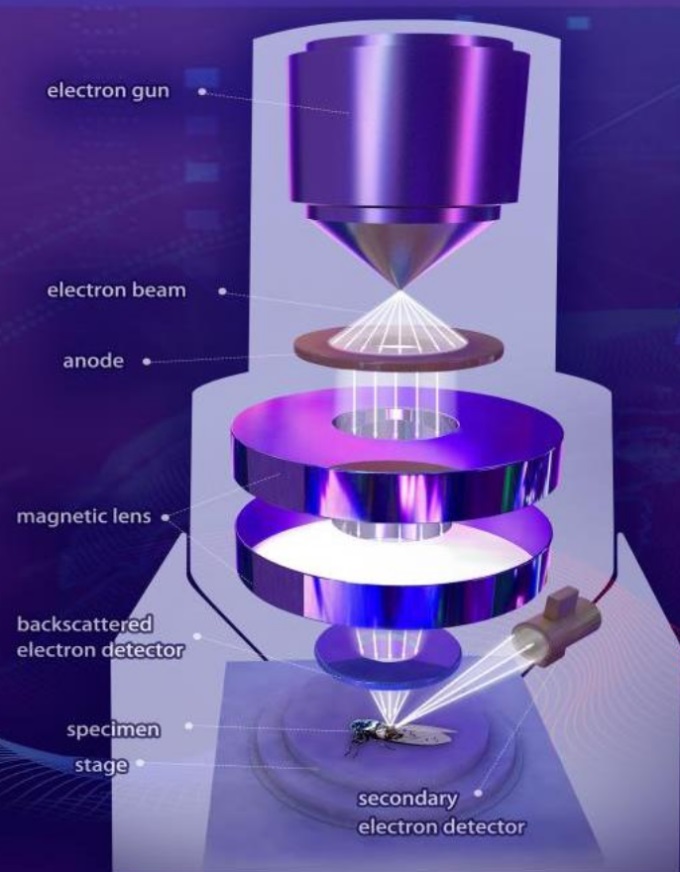 electron gun
electron beam
anode
magnetic lens
backscattered
electron detector
specimen
stage
secondary
electron detector